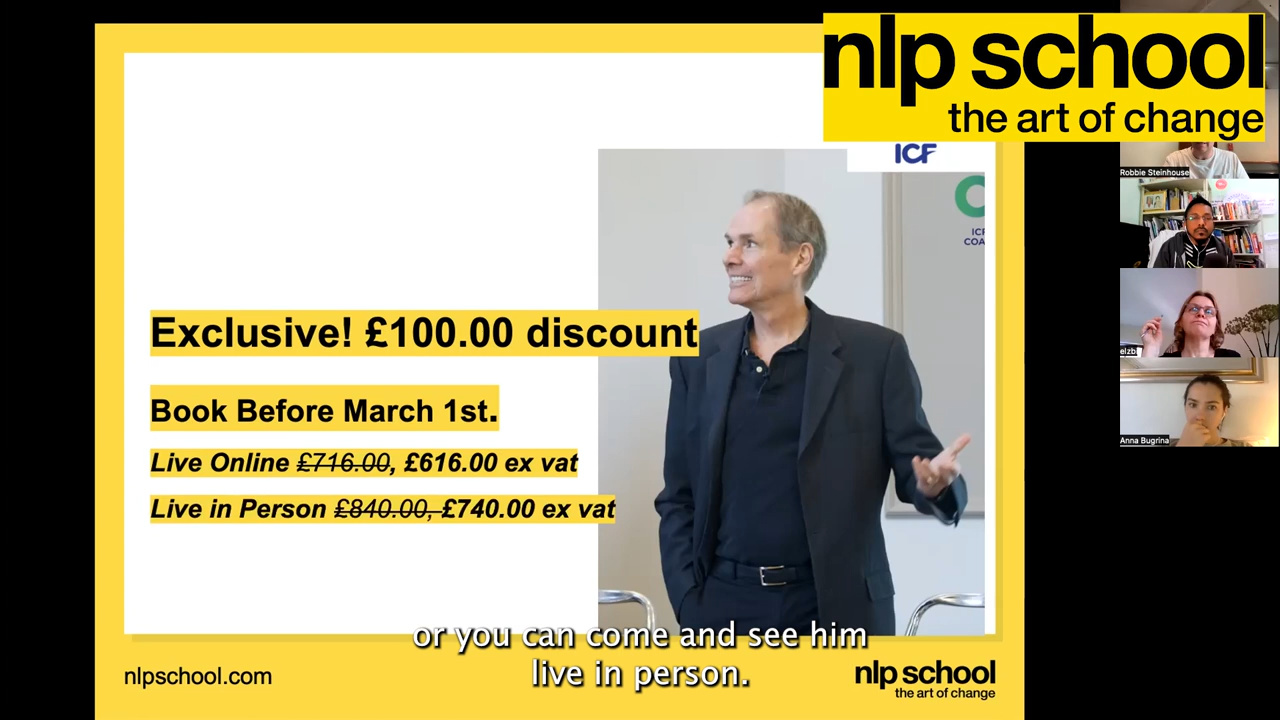 nlp school
the art of change
ICF
Exclusive! £100.00 discount
Book Before March 1st.
Live Online £716.00, £616.00 ex vat
Live in Person £840.00, £740.00 ex vat
or you can come and see him
live in person.
nlpschool.com
nlp school
the art of change
Robbie Steinhouse
elzb
Anna Bugrina